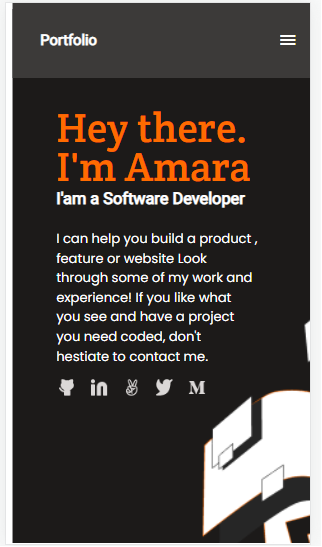 Portfolio
Hey there.
I'm Amara
I'am a Software Developer
I can help you build a product ,
feature or website Look
through some of my work and
experience! If you like what
you see and have a project
you need coded, don't
hestiate to contact me.